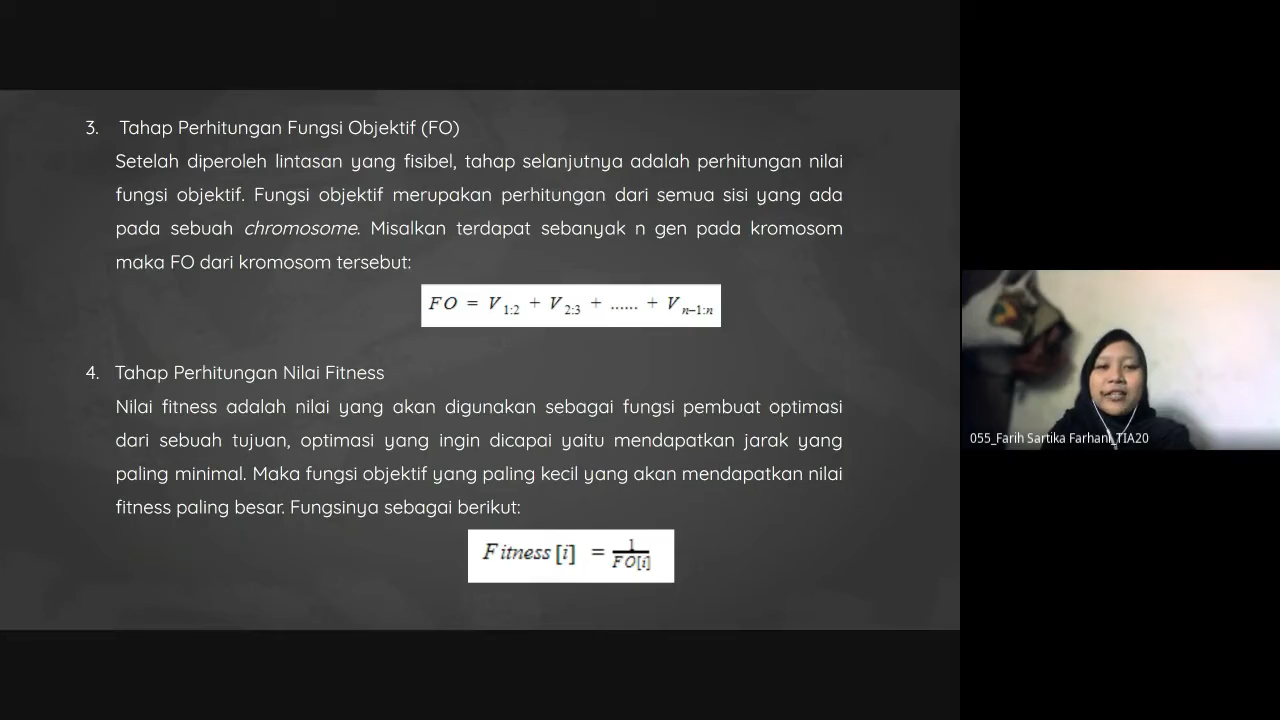 3. Tahap Perhitungan Fungsi Objektif (FO)
Setelah diperoleh lintasan yang fisibel, tahap selanjutnya adalah perhitungan nilai
fungsi objektif. Fungsi objektif merupakan perhitungan dari semua sisi yang ada
pada sebuah chromosome. Misalkan terdapat sebanyak n gen pada kromosom
maka FO dari kromosom tersebut:
FO = V1:2 + V2:3 + ...... + Vn–1:n
4. Tahap Perhitungan Nilai Fitness
Nilai fitness adalah nilai yang akan digunakan sebagai fungsi pembuat optimasi
dari sebuah tujuan, optimasi yang ingin dicapai yaitu mendapatkan jarak yang
paling minimal. Maka fungsi objektif yang paling kecil yang akan mendapatkan nilai
fitness paling besar. Fungsinya sebagai berikut:
Fitness [i] = 1/FO[i]
055_Farih Sartika Farhani_TIA20